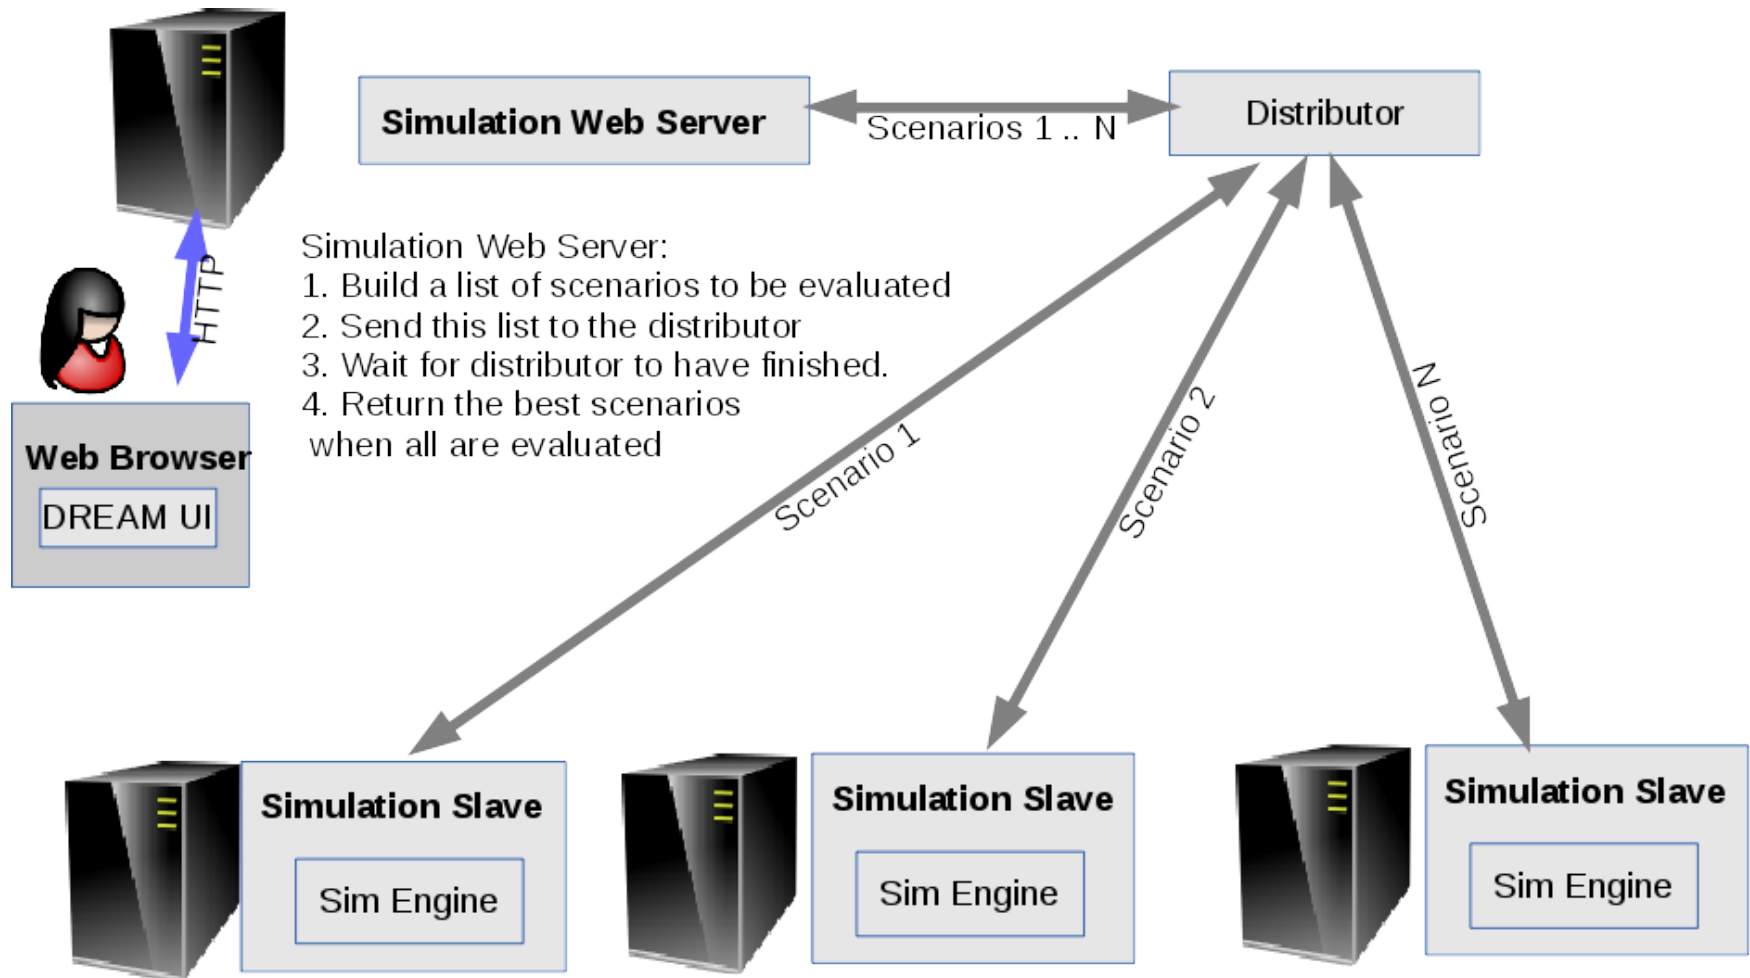 Simulation Web Server
Scenarios 1 .. N
Distributor
HTTP
Simulation Web Server:
1. Build a list of scenarios to be evaluated
2. Send this list to the distributor
3. Wait for distributor to have finished.
4. Return the best scenarios
when all are evaluated
Web Browser
DREAM UI
Scenario 1
Scenario 2
Scenario N
Simulation Slave
Sim Engine
Simulation Slave
Sim Engine
Simulation Slave
Sim Engine